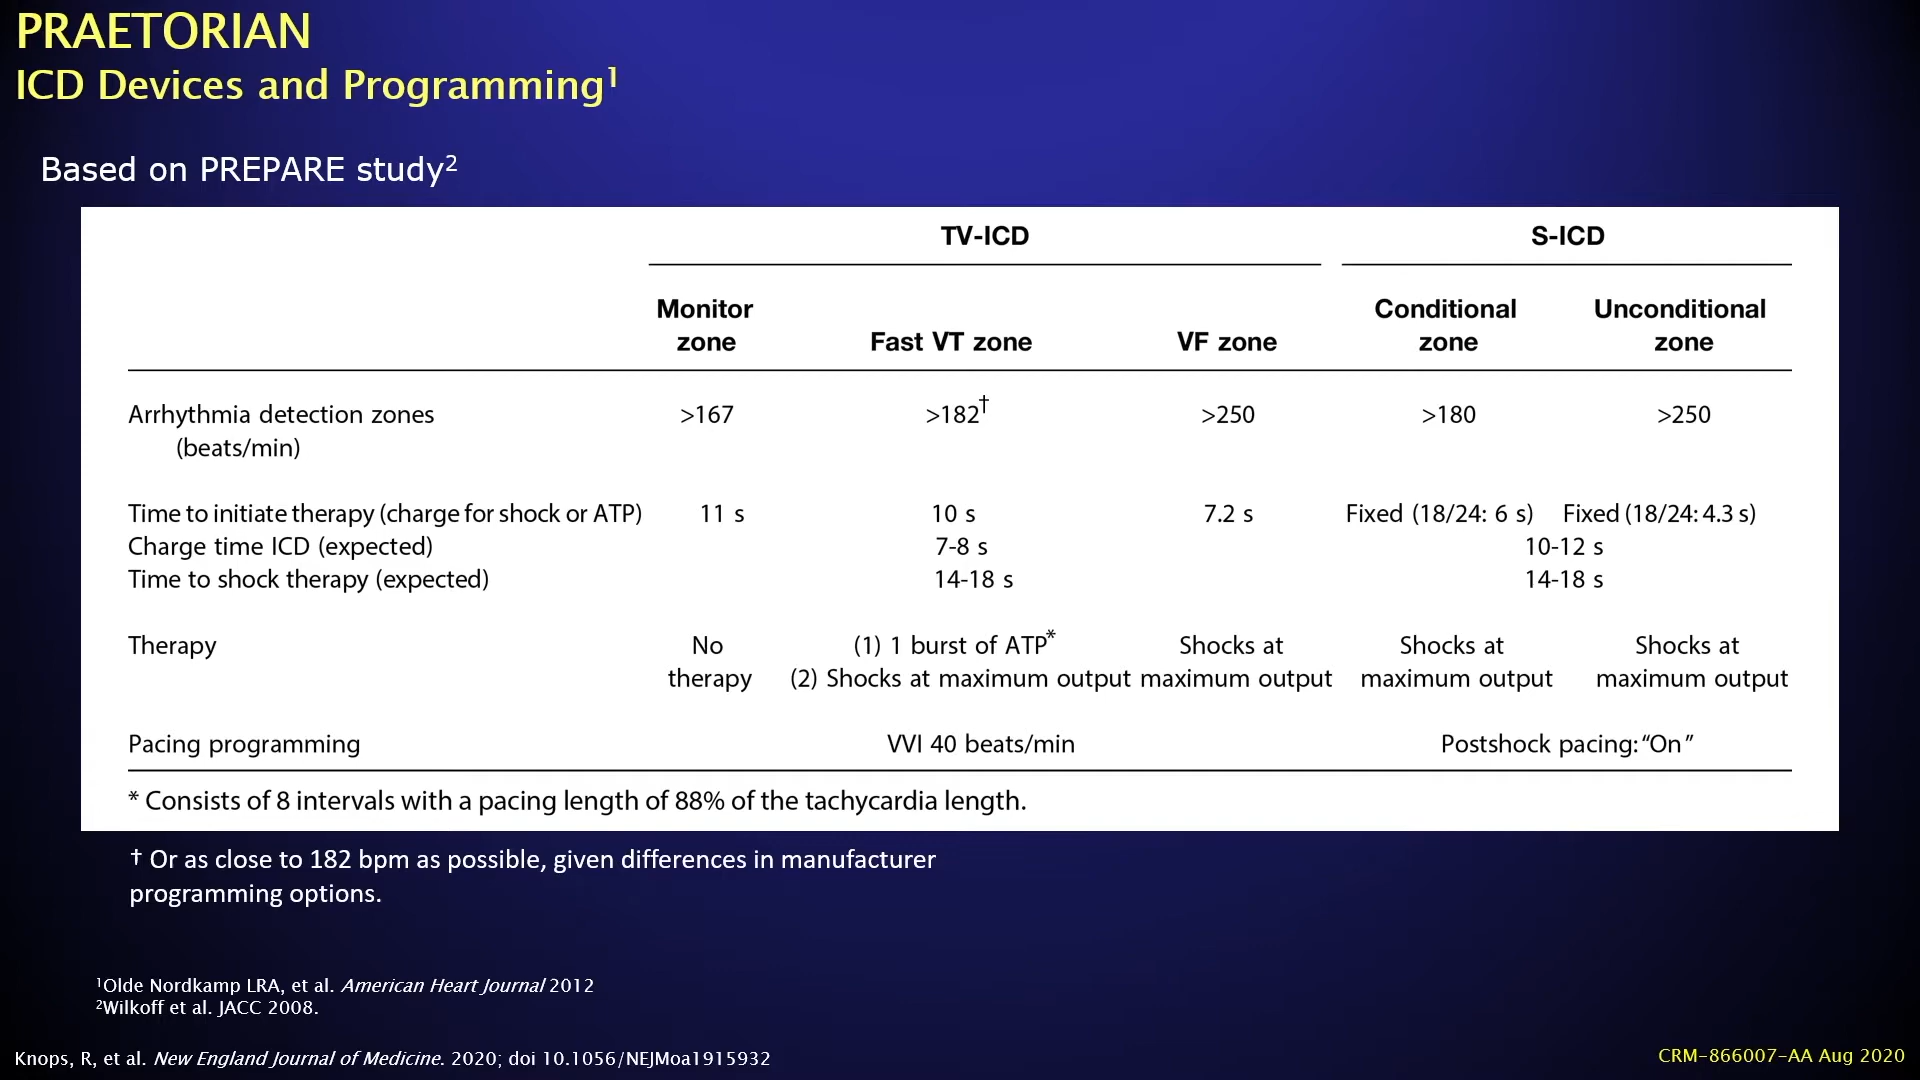 PRAETORIAN
ICD Devices and Programming¹
Based on PREPARE study²
TV-ICD S-ICD
Monitor zone Fast VT zone VF zone Conditional zone Unconditional zone
Arrhythmia detection zones (beats/min) >167 >182† >250 >180 >250
Time to initiate therapy (charge for shock or ATP) 11 s 10 s 7.2 s Fixed (18/24: 6 s) Fixed (18/24: 4.3 s)
Charge time ICD (expected) 7-8 s 10-12 s
Time to shock therapy (expected) 14-18 s 14-18 s
Therapy No therapy (1) 1 burst of ATP* (2) Shocks at maximum output Shocks at maximum output Shocks at maximum output Shocks at maximum output
Pacing programming VVI 40 beats/min Postshock pacing: “On”
* Consists of 8 intervals with a pacing length of 88% of the tachycardia length.
† Or as close to 182 bpm as possible, given differences in manufacturer
programming options.
¹Olde Nordkamp LRA, et al. American Heart Journal 2012
²Wilkoff et al. JACC 2008.
Knops, R, et al. New England Journal of Medicine. 2020; doi 10.1056/NEJMoa1915932
CRM-866007-AA Aug 2020